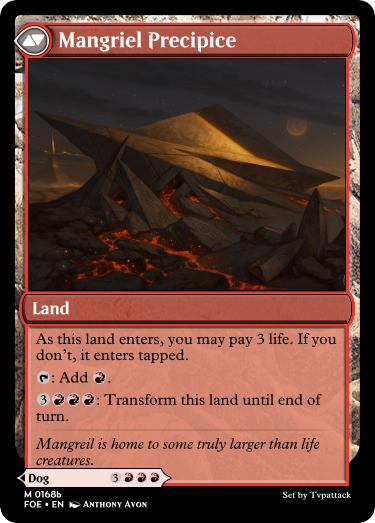 Mangriel Precipice
Land
As this land enters, you may pay 3 life. If you
don't, it enters tapped.
: Add R.
3RRR: Transform this land until end of
turn.
Mangreil is home to some truly larger than life
creatures.
Dog 3RRR
M 0168b
FOE • EN Anthony Avon
Set by Tvpattack